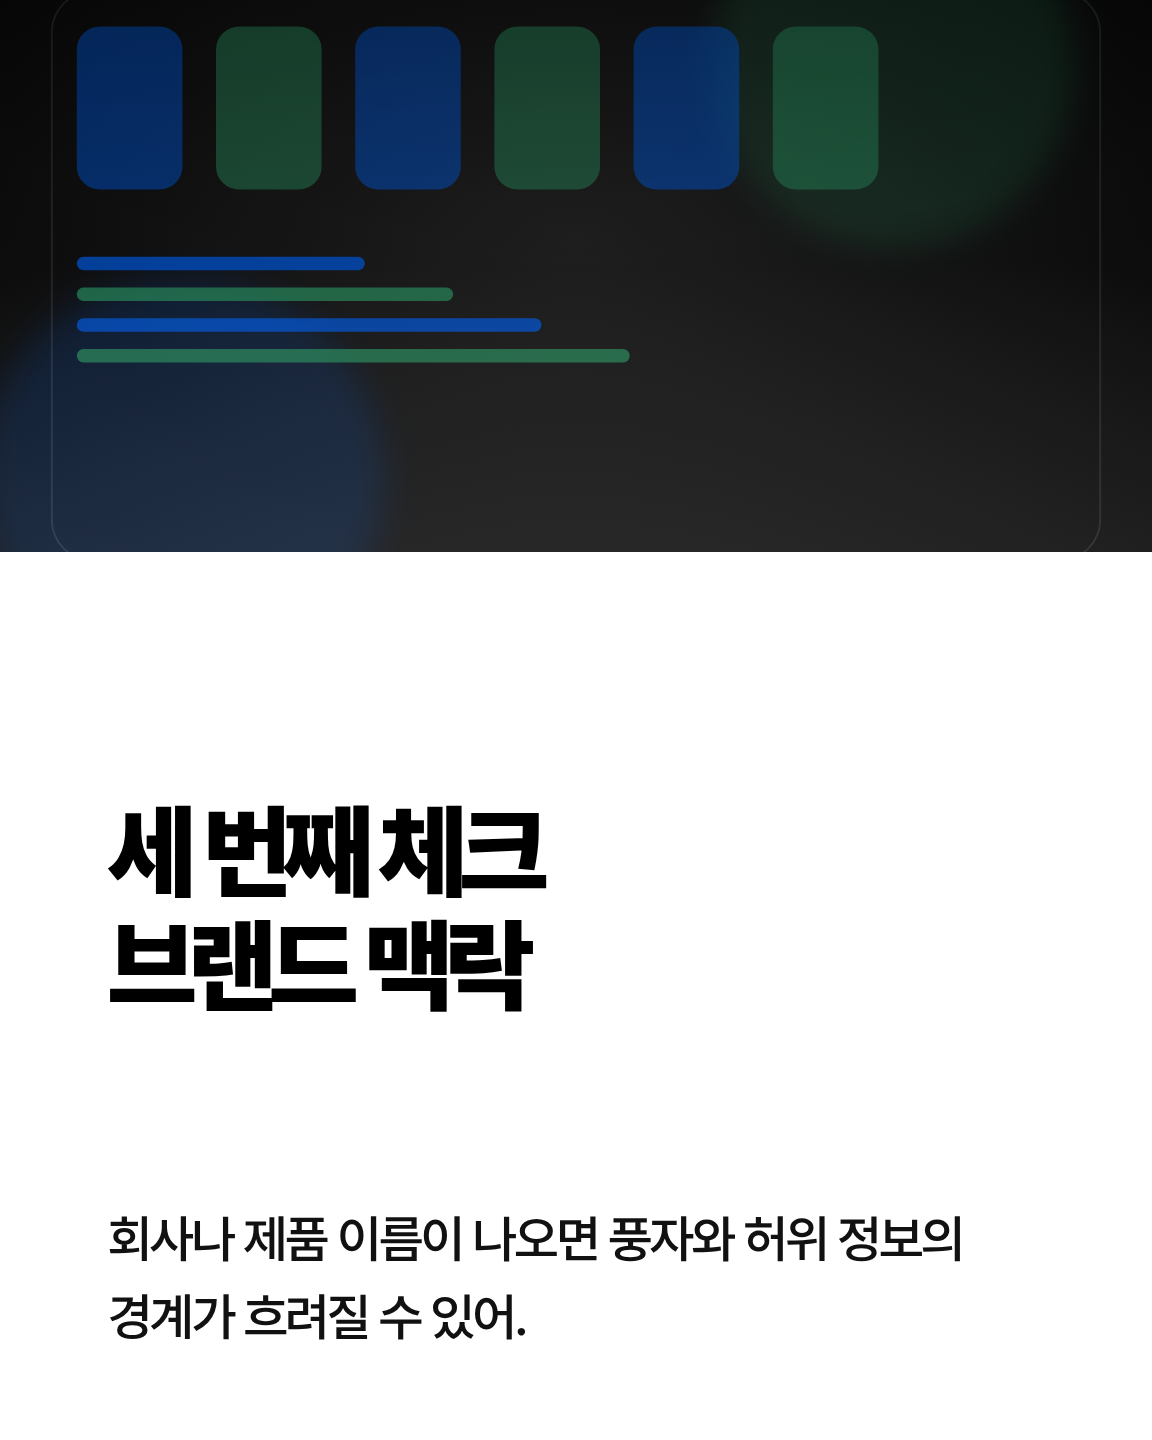 세 번째 체크
브랜드 맥락
회사나 제품 이름이 나오면 풍자와 허위 정보의
경계가 흐려질 수 있어.